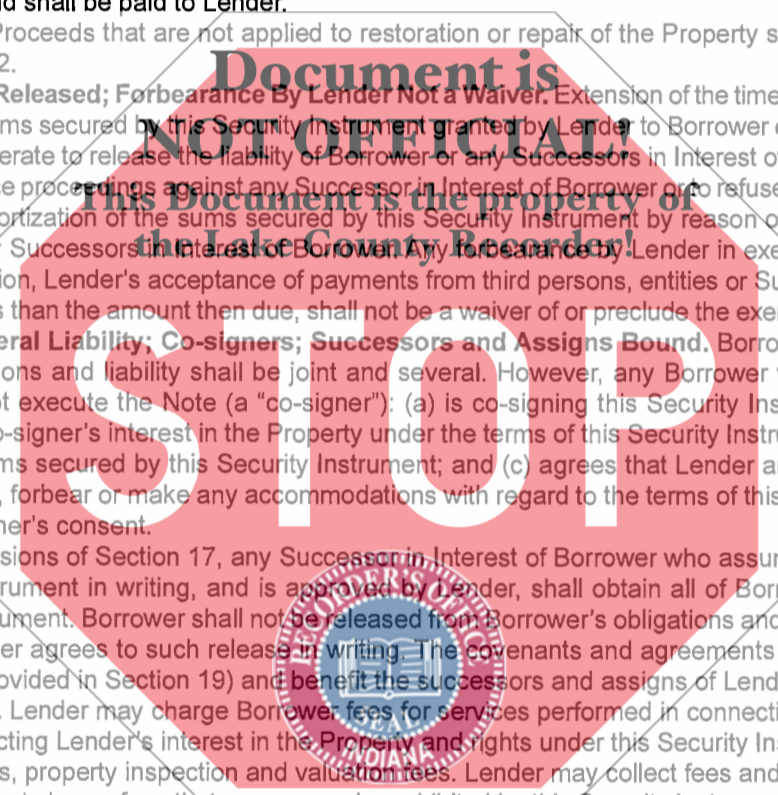 nd shall be paid to Lender.
Proceeds that are not applied to restoration or repair of the Property s
2.
Document is
Released; Forbearance By Lender Not a Waiver. Extension of the time
ms secured by this Security Instrument granted by Lender to Borrower
NOT OFFICIAL!
erate to release the liability of Borrower or any Successors in Interest o
e proceedings against any Successor in Interest of Borrower or to refuse
This Document is the property of
ortization of the sums secured by this Security Instrument by reason o
Successors in Interest of Borrower. Any forbearance by Lender in exe
the Lake County Recorder!
ion, Lender's acceptance of payments from third persons, entities or Su
s than the amount then due, shall not be a waiver of or preclude the exer
eral Liability; Co-signers; Successors and Assigns Bound. Borro
ons and liability shall be joint and several. However, any Borrower
t execute the Note (a “co-signer”): (a) is co-signing this Security Ins
STOP
o-signer's interest in the Property under the terms of this Security Instr
ms secured by this Security Instrument; and (c) agrees that Lender a
, forbear or make any accommodations with regard to the terms of this
ner's consent.
sions of Section 17, any Successor in Interest of Borrower who assu
rument in writing, and is approved by Lender, shall obtain all of Borr
RECORDER'S OFFICE
ument. Borrower shall not be released from Borrower's obligations and
er agrees to such release in writing. The covenants and agreements
ovided in Section 19) and benefit the successors and assigns of Lend
. Lender may charge Borrower fees for services performed in connecti
SEAL
cting Lender's interest in the Property and rights under this Security In
INDIANA
s, property inspection and valuation fees. Lender may collect fees and